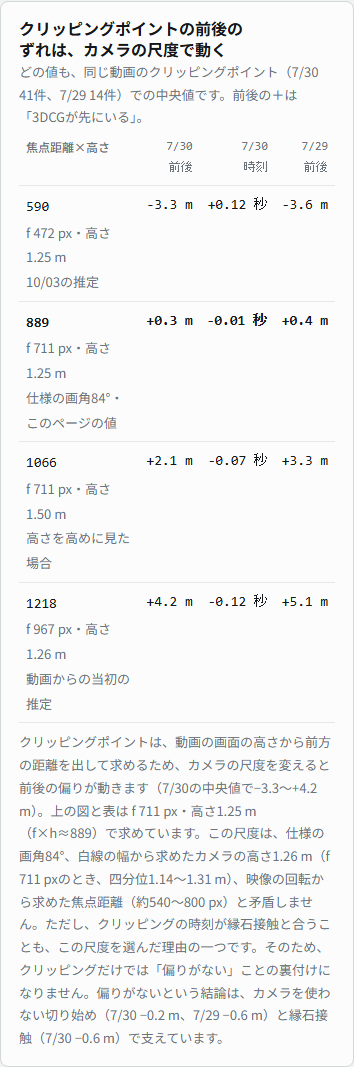 クリッピングポイントの前後の
ずれは、カメラの尺度で動く
どの値も、同じ動画のクリッピングポイント（7/30
41件、7/29 14件）での中央値です。前後の＋は
「3DCGが先にいる」。
焦点距離×高さ 7/30 7/30 7/29
前後 時刻 前後
590 -3.3 m +0.12 秒 -3.6 m
f 472 px・高さ
1.25 m
10/03の推定
889 +0.3 m -0.01 秒 +0.4 m
f 711 px・高さ
1.25 m
仕様の画角84°・
このページの値
1066 +2.1 m -0.07 秒 +3.3 m
f 711 px・高さ
1.50 m
高さを高めに見た
場合
1218 +4.2 m -0.12 秒 +5.1 m
f 967 px・高さ
1.26 m
動画からの当初の
推定
クリッピングポイントは、動画の画面の高さから前方
の距離を出して求めるため、カメラの尺度を変えると
前後の偏りが動きます（7/30の中央値で−3.3〜+4.2
m）。上の図と表は f 711 px・高さ1.25 m
（f×h≈889）で求めています。この尺度は、仕様の
画角84°、白線の幅から求めたカメラの高さ1.26 m（f
711 pxのとき、四分位1.14〜1.31 m）、映像の回転か
ら求めた焦点距離（約540〜800 px）と矛盾しませ
ん。ただし、クリッピングの時刻が縁石接触と合うこ
とも、この尺度を選んだ理由の一つです。そのため、
クリッピングだけでは「偏りがない」ことの裏付けに
なりません。偏りがないという結論は、カメラを使わ
ない切り始め（7/30 −0.2 m、7/29 −0.6 m）と縁石接
触（7/30 −0.6 m）で支えています。